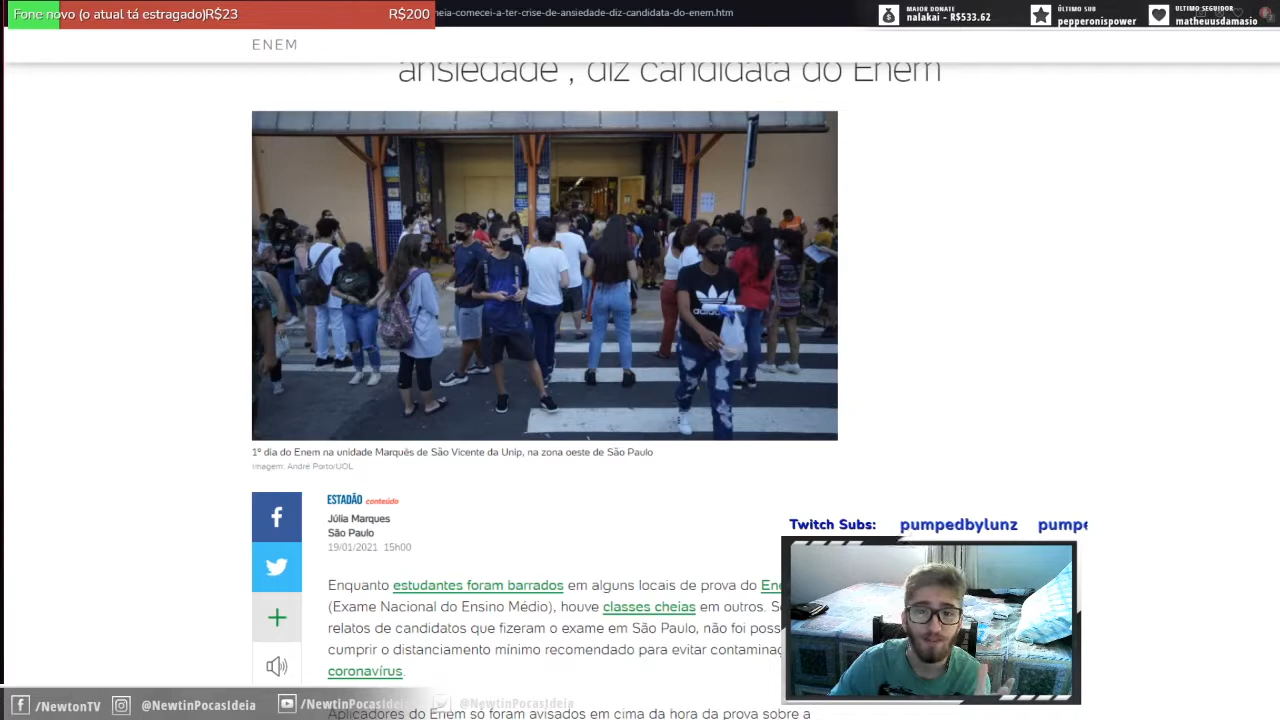 Fone novo (o atual tá estragado)R$23 R$200
heia-comecei-a-ter-crise-de-ansiedade-diz-candidata-do-enem.htm
MAIOR DONATE
nalakai - R$533.62
ÚLTIMO SUB
pepperonispower
ÚLTIMO SEGUIDOR
matheuusdamasio
ENEM
ansiedade', diz candidata do Enem
adidas
1º dia do Enem na unidade Marquês de São Vicente da Unip, na zona oeste de São Paulo
Imagem: André Porto/UOL
ESTADÃO conteúdo
Júlia Marques
São Paulo
19/01/2021 15h00
Twitch Subs: pumpedbylunz pumpe
Enquanto estudantes foram barrados em alguns locais de prova do En
(Exame Nacional do Ensino Médio), houve classes cheias em outros. S
relatos de candidatos que fizeram o exame em São Paulo, não foi poss
cumprir o distanciamento mínimo recomendado para evitar contaminaç
coronavírus.
/NewtonTV @NewtinPocasIdeia /NewtinPocasIdeia @NewtinPocasIdeia
Aplicadores do Enem só foram avisados em cima da hora da prova sobre a